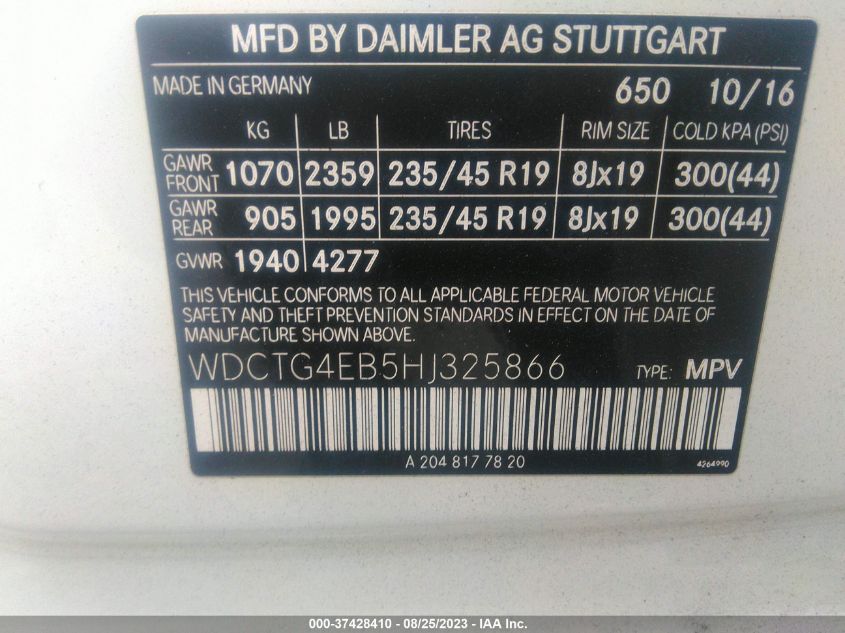 MFD BY DAIMLER AG STUTTGART
MADE IN GERMANY 650 10/16
KG LB TIRES RIM SIZE COLD KPA (PSI)
GAWR FRONT 1070 2359 235/45 R19 8Jx19 300(44)
GAWR REAR 905 1995 235/45 R19 8Jx19 300(44)
GVWR 1940 4277
THIS VEHICLE CONFORMS TO ALL APPLICABLE FEDERAL MOTOR VEHICLE
SAFETY AND THEFT PREVENTION STANDARDS IN EFFECT ON THE DATE OF
MANUFACTURE SHOWN ABOVE.
WDCTG4EB5HJ325866 TYPE: MPV
A 204 817 78 20 4264990
000-37428410 - 08/25/2023 - IAA Inc.